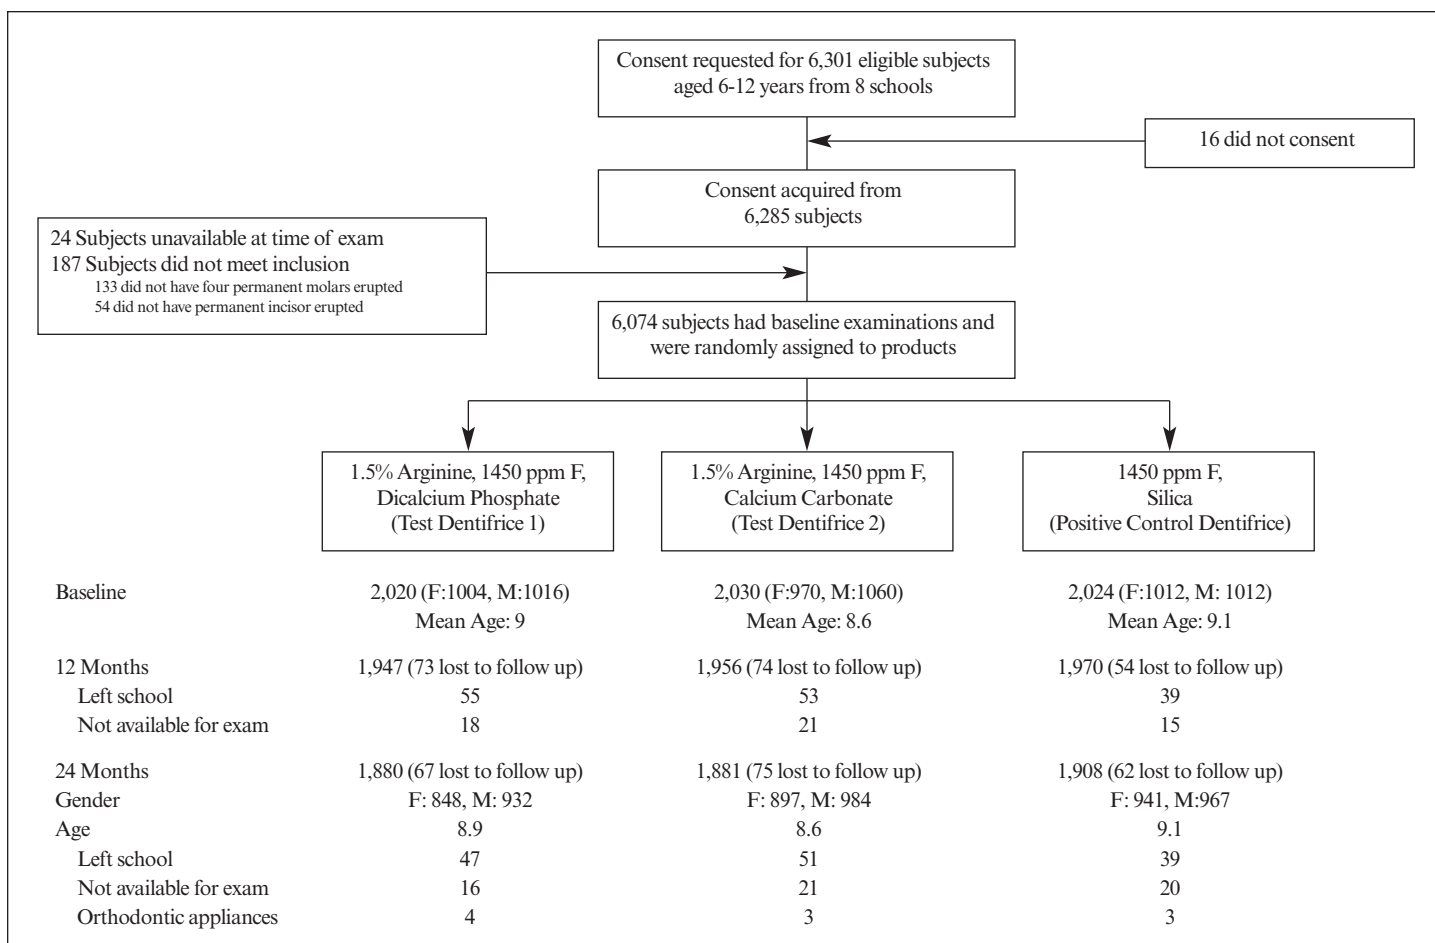 Consent requested for 6,301 eligible subjects
aged 6-12 years from 8 schools
16 did not consent
Consent acquired from
6,285 subjects
24 Subjects unavailable at time of exam
187 Subjects did not meet inclusion
133 did not have four permanent molars erupted
54 did not have permanent incisor erupted
6,074 subjects had baseline examinations and
were randomly assigned to products
1.5% Arginine, 1450 ppm F,
Dicalcium Phosphate
(Test Dentifrice 1)
1.5% Arginine, 1450 ppm F,
Calcium Carbonate
(Test Dentifrice 2)
1450 ppm F,
Silica
(Positive Control Dentifrice)
Baseline 2,020 (F:1004, M:1016) 2,030 (F:970, M:1060) 2,024 (F:1012, M: 1012)
Mean Age: 9 Mean Age: 8.6 Mean Age: 9.1
12 Months 1,947 (73 lost to follow up) 1,956 (74 lost to follow up) 1,970 (54 lost to follow up)
Left school 55 53 39
Not available for exam 18 21 15
24 Months 1,880 (67 lost to follow up) 1,881 (75 lost to follow up) 1,908 (62 lost to follow up)
Gender F: 848, M: 932 F: 897, M: 984 F: 941, M:967
Age 8.9 8.6 9.1
Left school 47 51 39
Not available for exam 16 21 20
Orthodontic appliances 4 3 3